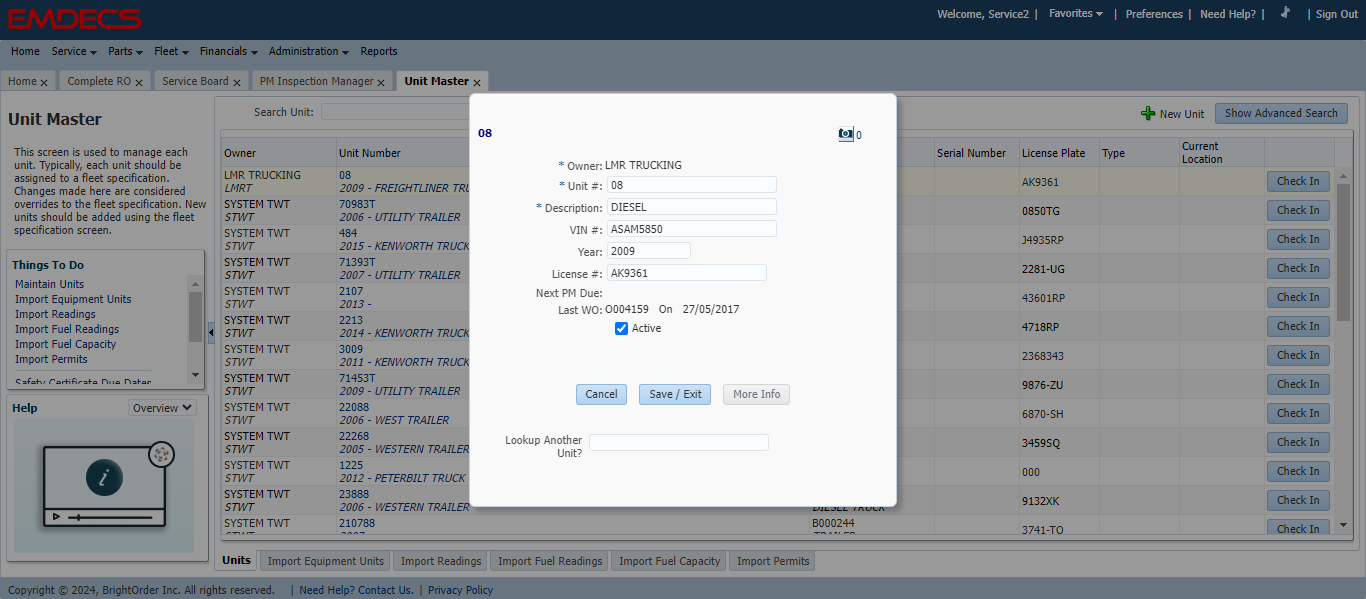 EMDECS
Welcome, Service2 | Favorites | Preferences | Need Help? | | Sign Out
Home Service Parts Fleet Financials Administration Reports
Home x Complete RO x Service Board x PM Inspection Manager x Unit Master x
Unit Master
This screen is used to manage each
unit. Typically, each unit should be
assigned to a fleet specification.
Changes made here are considered
overrides to the fleet specification. New
units should be added using the fleet
specification screen.
Things To Do
Maintain Units
Import Equipment Units
Import Readings
Import Fuel Readings
Import Fuel Capacity
Import Permits
Safety Certificate Due Dates
Help Overview
Search Unit:
New Unit Show Advanced Search
Owner Unit Number Serial Number License Plate Type Current
Location
LMR TRUCKING 08 AK9361 Check In
LMRT 2009 - FREIGHTLINER TRU
SYSTEM TWT 70983T 0850TG Check In
STWT 2006 - UTILITY TRAILER
SYSTEM TWT 484 J4935RP Check In
STWT 2015 - KENWORTH TRUCK
SYSTEM TWT 71393T 2281-UG Check In
STWT 2007 - UTILITY TRAILER
SYSTEM TWT 2107 43601RP Check In
STWT 2013 -
SYSTEM TWT 2213 4718RP Check In
STWT 2014 - KENWORTH TRUCK
SYSTEM TWT 3009 2368343 Check In
STWT 2011 - KENWORTH TRUCK
SYSTEM TWT 71453T 9876-ZU Check In
STWT 2009 - UTILITY TRAILER
SYSTEM TWT 22088 6870-SH Check In
STWT 2006 - WEST TRAILER
SYSTEM TWT 22268 3459SQ Check In
STWT 2005 - WESTERN TRAILER
SYSTEM TWT 1225 000 Check In
STWT 2012 - PETERBILT TRUCK
SYSTEM TWT 23888 9132XK Check In
STWT 2006 - WESTERN TRAILER DIESEL TRUCK
SYSTEM TWT 210788 B000244 3741-TO Check In
08 0
* Owner: LMR TRUCKING
* Unit #: 08
* Description: DIESEL
VIN #: ASAM5850
Year: 2009
License #: AK9361
Next PM Due:
Last WO: O004159 On 27/05/2017
Active
Cancel Save / Exit More Info
Lookup Another
Unit?
Units Import Equipment Units Import Readings Import Fuel Readings Import Fuel Capacity Import Permits
Copyright © 2024, BrightOrder Inc. All rights reserved. | Need Help? Contact Us. | Privacy Policy